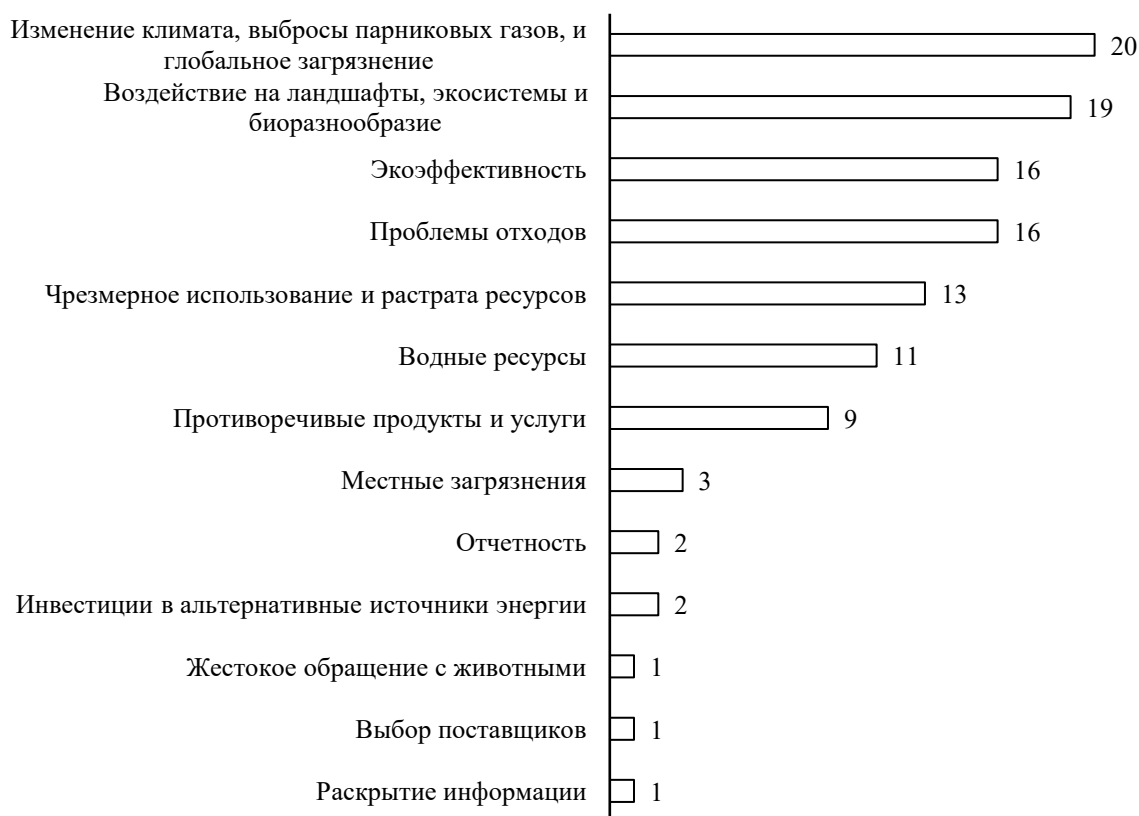 Изменение климата, выбросы парниковых газов, и
глобальное загрязнение
20
Воздействие на ландшафты, экосистемы и
биоразнообразие
19
Экоэффективность
16
Проблемы отходов
16
Чрезмерное использование и растрата ресурсов
13
Водные ресурсы
11
Противоречивые продукты и услуги
9
Местные загрязнения
3
Отчетность
2
Инвестиции в альтернативные источники энергии
2
Жестокое обращение с животными
1
Выбор поставщиков
1
Раскрытие информации
1